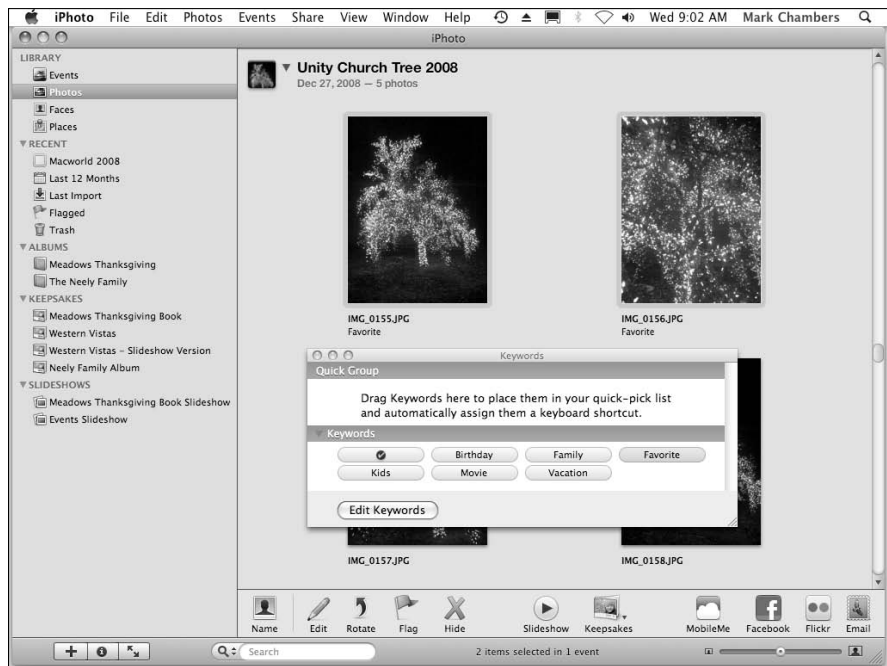 iPhoto File Edit Photos Events Share View Window Help Wed 9:02 AM Mark Chambers
iPhoto
LIBRARY
Events
Photos
Faces
Places
RECENT
Macworld 2008
Last 12 Months
Last Import
Flagged
Trash
ALBUMS
Meadows Thanksgiving
The Neely Family
KEEPSAKES
Meadows Thanksgiving Book
Western Vistas
Western Vistas – Slideshow Version
Neely Family Album
SLIDESHOWS
Meadows Thanksgiving Book Slideshow
Events Slideshow
Unity Church Tree 2008
Dec 27, 2008 — 5 photos
IMG_0155.JPG
Favorite
IMG_0156.JPG
Favorite
Keywords
Quick Group
Drag Keywords here to place them in your quick-pick list
and automatically assign them a keyboard shortcut.
Keywords
Birthday Family Favorite
Kids Movie Vacation
Edit Keywords
IMG_0157.JPG
IMG_0158.JPG
Name Edit Rotate Flag Hide Slideshow Keepsakes MobileMe Facebook Flickr Email
Search
2 items selected in 1 event